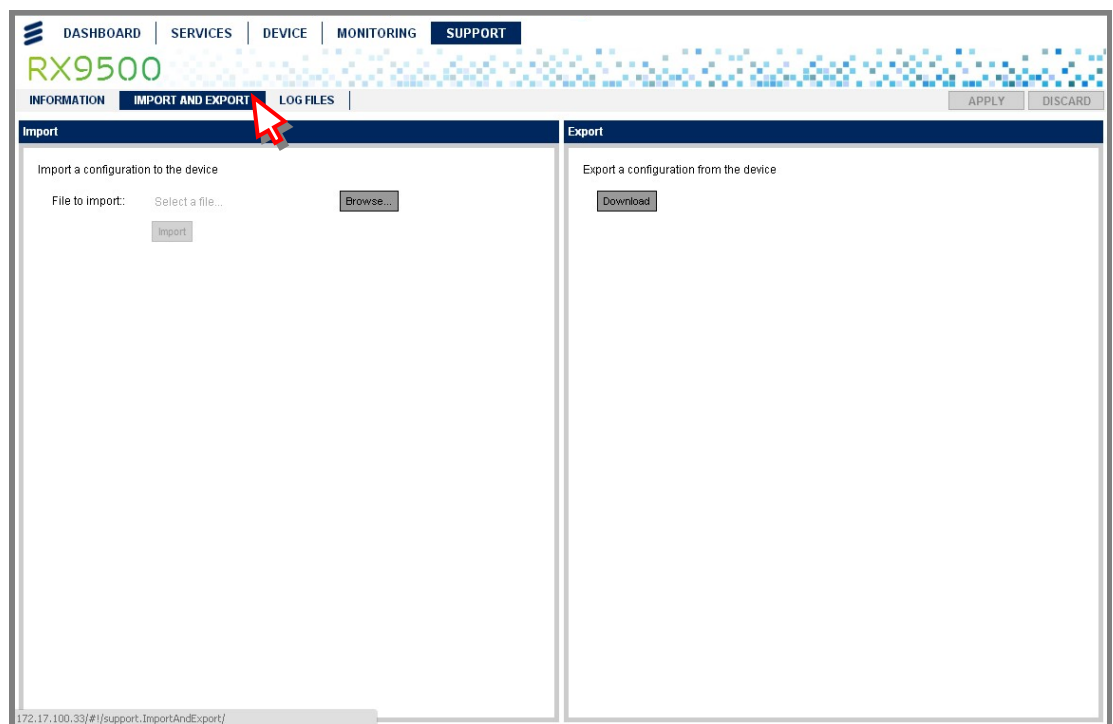 DASHBOARD SERVICES DEVICE MONITORING SUPPORT
RX9500
INFORMATION IMPORT AND EXPORT LOG FILES APPLY DISCARD
Import
Import a configuration to the device
File to import:: Select a file... Browse...
Import
Export
Export a configuration from the device
Download
172.17.100.33/#!/support.ImportAndExport/